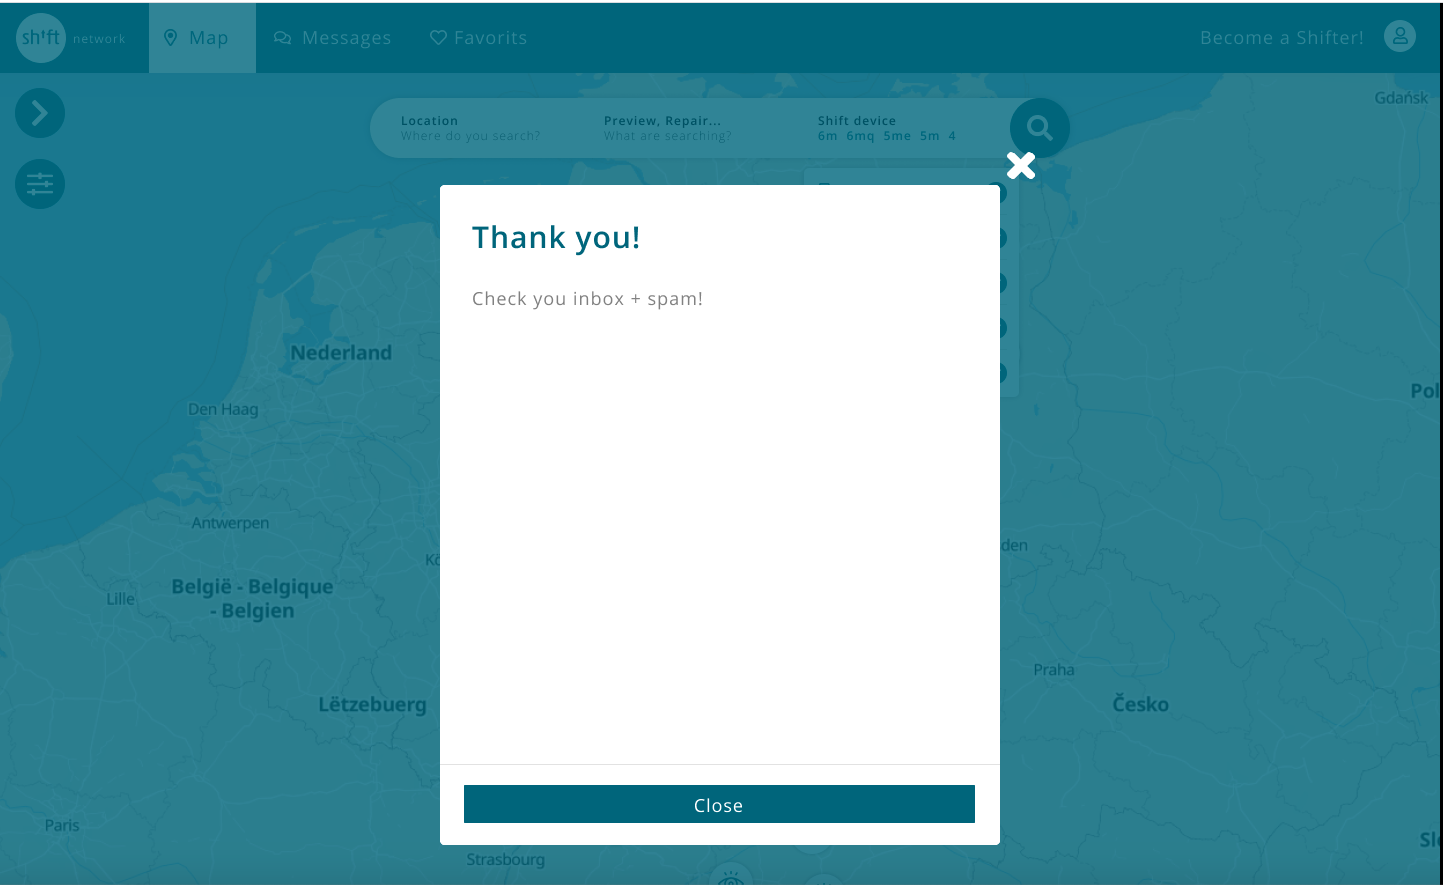 shift network
Map
Messages
Favorits
Become a Shifter!
Location
Where do you search?
Preview, Repair...
What are searching?
Shift device
6m 6mq 5me 5m 4
Thank you!
Check you inbox + spam!
Close
Gdańsk
Nederland
Den Haag
Pol
Antwerpen
Kö
den
België - Belgique
- Belgien
Lille
Praha
Lëtzebuerg
Česko
Paris
Sle
Strasbourg